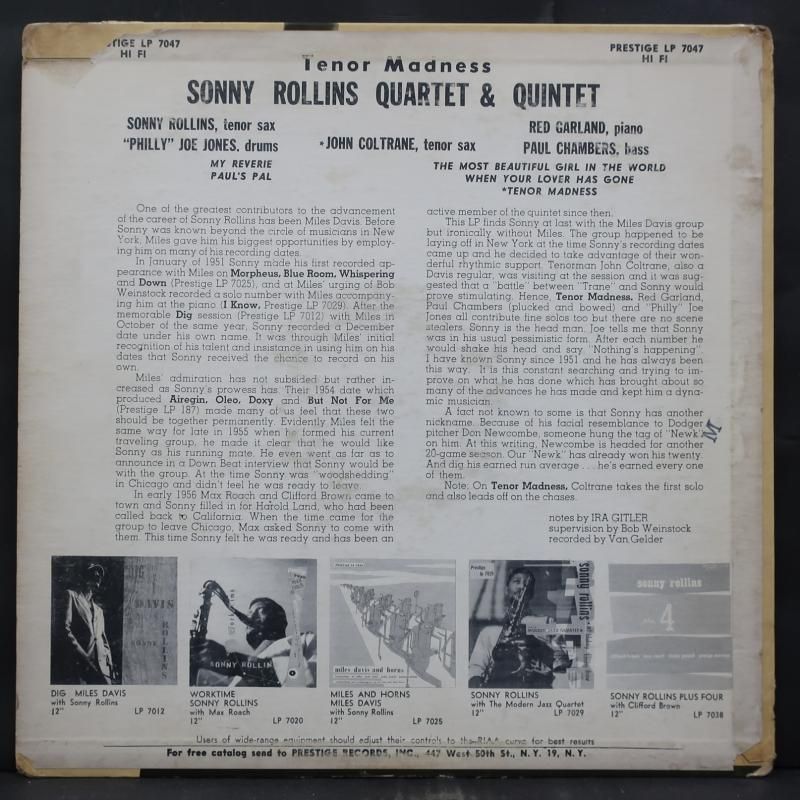 TIGE LP 7047
HI FI
PRESTIGE LP 7047
HI FI
Tenor Madness
SONNY ROLLINS QUARTET & QUINTET
SONNY ROLLINS, tenor sax
"PHILLY" JOE JONES, drums
*JOHN COLTRANE, tenor sax
RED GARLAND, piano
PAUL CHAMBERS, bass
MY REVERIE
PAUL'S PAL
THE MOST BEAUTIFUL GIRL IN THE WORLD
WHEN YOUR LOVER HAS GONE
*TENOR MADNESS
One of the greatest contributors to the advancement
of the career of Sonny Rollins has been Miles Davis. Before
Sonny was known beyond the circle of musicians in New
York, Miles gave him his biggest opportunities by employ-
ing him on many of his recording dates.
In January of 1951 Sonny made his first recorded ap-
pearance with Miles on Morpheus, Blue Room, Whispering
and Down (Prestige LP 7025), and at Miles' urging of Bob
Weinstock recorded a solo number with Miles accompany-
ing him at the piano (I Know, Prestige LP 7029). After the
memorable Dig session (Prestige LP 7012) with Miles in
October of the same year, Sonny recorded a December
date under his own name. It was through Miles' initial
recognition of his talent and insistance in using him on his
dates that Sonny received the chance to record on his
own.
Miles' admiration has not subsided but rather in-
creased as Sonny's prowess has. Their 1954 date which
produced Airegin, Oleo, Doxy and But Not For Me
(Prestige LP 187) made many of us feel that these two
should be together permanently. Evidently Miles felt the
same way for late in 1955 when he formed his current
traveling group, he made it clear that he would like
Sonny as his running mate. He even went as far as to
announce in a Down Beat interview that Sonny would be
with the group. At the time Sonny was "woodshedding"
in Chicago and didn't feel he was ready to leave.
In early 1956 Max Roach and Clifford Brown came to
town and Sonny filled in for Harold Land, who had been
called back to California. When the time came for the
group to leave Chicago, Max asked Sonny to come with
them. This time Sonny felt he was ready and has been an
active member of the quintet since then.
This LP finds Sonny at last with the Miles Davis group
but ironically without Miles. The group happened to be
laying off in New York at the time Sonny's recording dates
came up and he decided to take advantage of their won-
derful rhythmic support. Tenorman John Coltrane, also a
Davis regular, was visiting at the session and it was sug-
gested that a "battle" between "Trane" and Sonny would
prove stimulating. Hence, Tenor Madness. Red Garland,
Paul Chambers (plucked and bowed) and "Philly" Joe
Jones all contribute fine solos too but there are no scene
stealers. Sonny is the head man. Joe tells me that Sonny
was in his usual pessimistic form. After each number he
would shake his head and say "Nothing's happening".
I have known Sonny since 1951 and he has always been
this way. It is this constant searching and trying to im-
prove on what he has done which has brought about so
many of the advances he has made and kept him a dyna-
mic musician.
A fact not known to some is that Sonny has another
nickname. Because of his facial resemblance to Dodger
pitcher Don Newcombe, someone hung the tag of "Newk"
on him. At this writing, Newcombe is headed for another
20-game season. Our "Newk" has already won his twenty.
And dig his earned run average . . . he's earned every one
of them.
Note: On Tenor Madness, Coltrane takes the first solo
and also leads off on the chases.
M
notes by IRA GITLER
supervision by Bob Weinstock
recorded by Van Gelder
DIG
DAVIS
SONNY
ROLLINS
SONNY ROLLIN
miles davis and horns
Prestige lp 7029
sonny rollins
MODERN JAZZ QUARTET
sonny rollins
plus 4
DIG MILES DAVIS
with Sonny Rollins
12" LP 7012
WORKTIME
SONNY ROLLINS
with Max Roach
12" LP 7020
MILES AND HORNS
MILES DAVIS
with Sonny Rollins
12" LP 7025
SONNY ROLLINS
with The Modern Jazz Quartet
12" LP 7029
SONNY ROLLINS PLUS FOUR
with Clifford Brown
12" LP 7038
Users of wide-range equipment should adjust their controls to the RIAA curve for best results
For free catalog send to PRESTIGE RECORDS, INC., 447 West 50th St., N.Y. 19, N.Y.